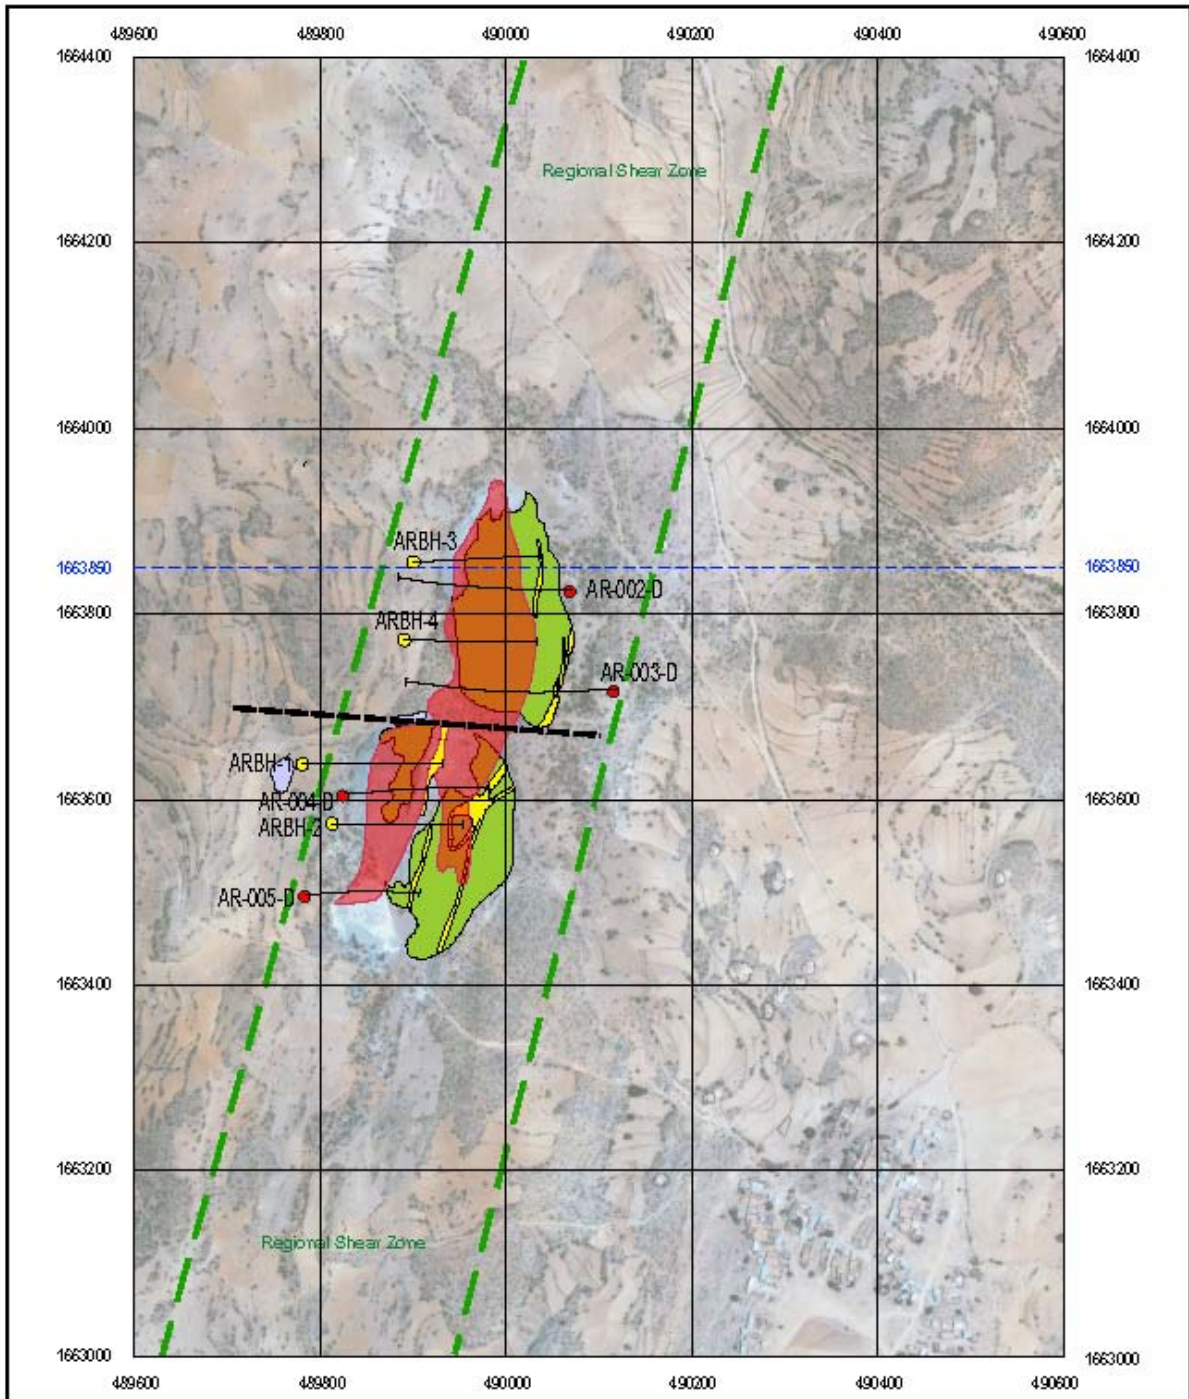 489600 489800 490000 490200 490400 490600
1664400 1664400
Regional Shear Zone
1664200 1664200
1664000 1664000
ARBH-3
1663850 1663850
AR-002-D
1663800 1663800
ARBH-4
AR-003-D
ARBH-1
1663600 1663600
AR-004-D
ARBH-2
AR-005-D
1663400 1663400
1663200 1663200
Regional Shear Zone
1663000 1663000
489600 489800 490000 490200 490400 490600